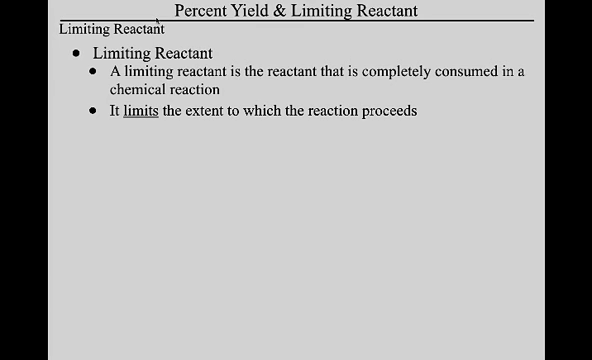 Percent Yield & Limiting Reactant
Limiting Reactant
• Limiting Reactant
• A limiting reactant is the reactant that is completely consumed in a
chemical reaction
• It limits the extent to which the reaction proceeds